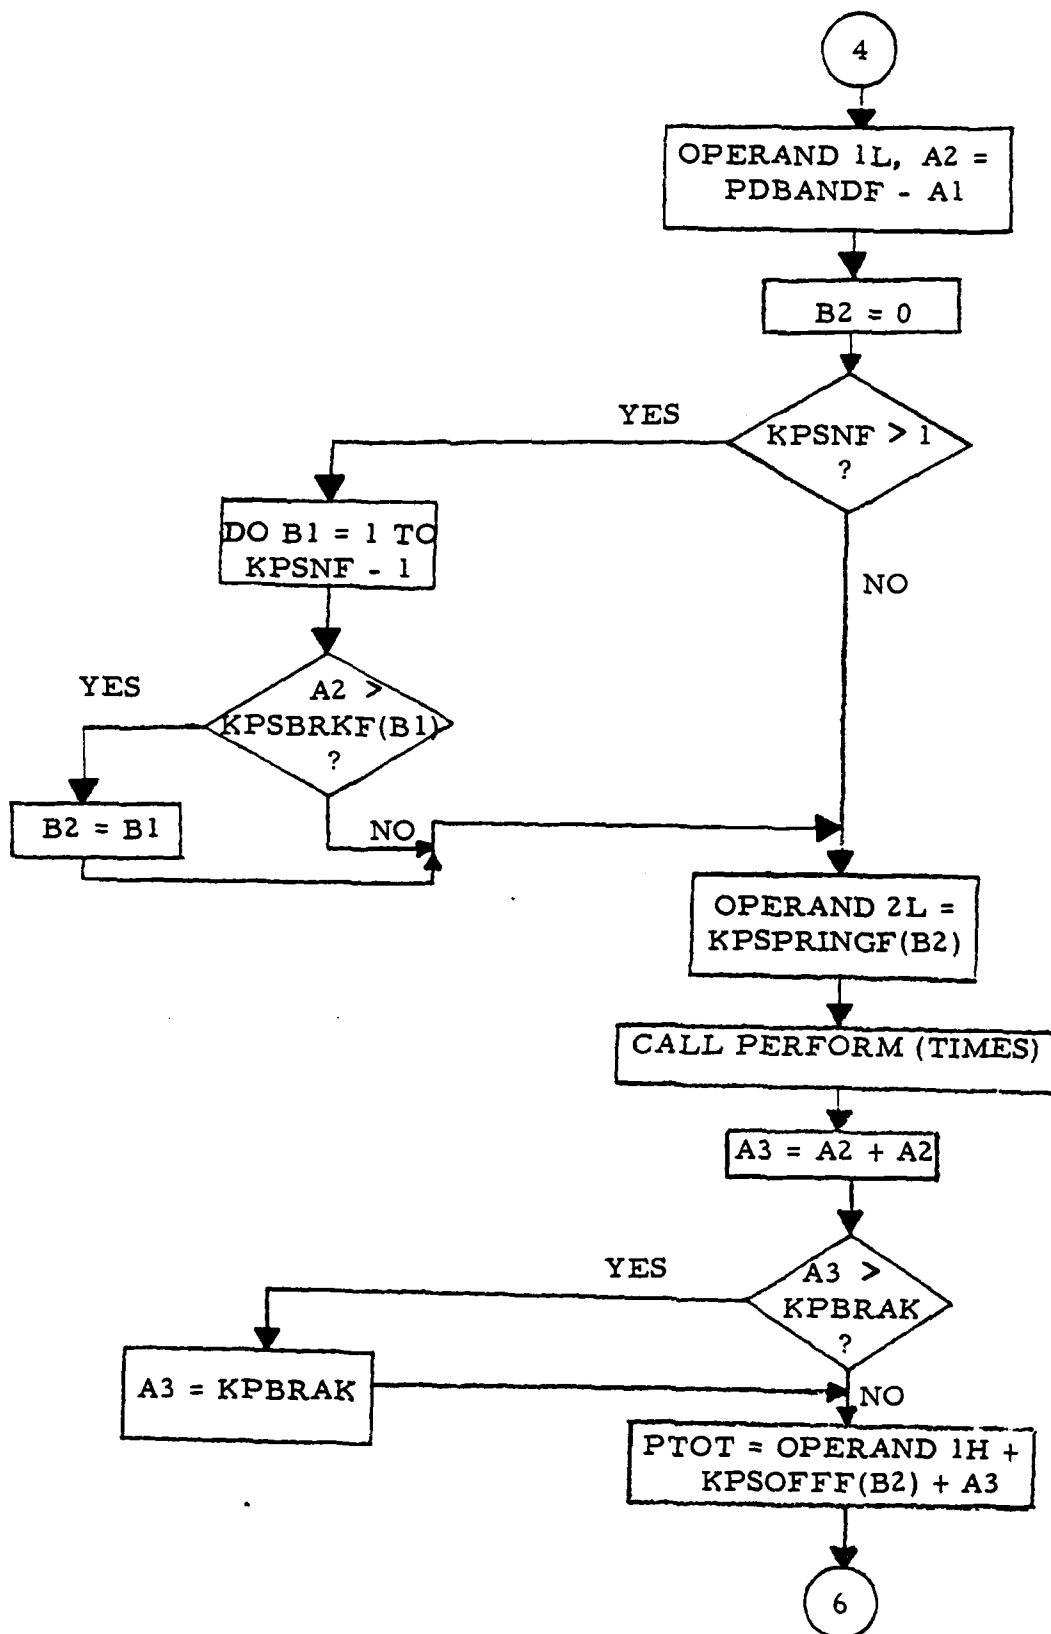 4
OPERAND 1L, A2 =
PDBANDF - A1
B2 = 0
YES
KPSNF > 1
?
DO B1 = 1 TO
KPSNF - 1
NO
YES
A2 >
KPSBRKF(B1)
?
B2 = B1
NO
OPERAND 2L =
KPSPRINGF(B2)
CALL PERFORM (TIMES)
A3 = A2 + A2
YES
A3 >
KPBRAK
?
A3 = KPBRAK
NO
PTOT = OPERAND 1H +
KPSOFFF(B2) + A3
6